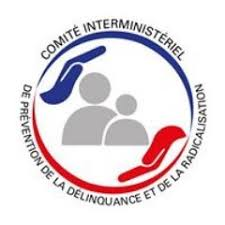 COMITÉ INTERMINISTÉRIEL
DE PRÉVENTION DE LA DÉLINQUANCE ET DE LA RADICALISATION